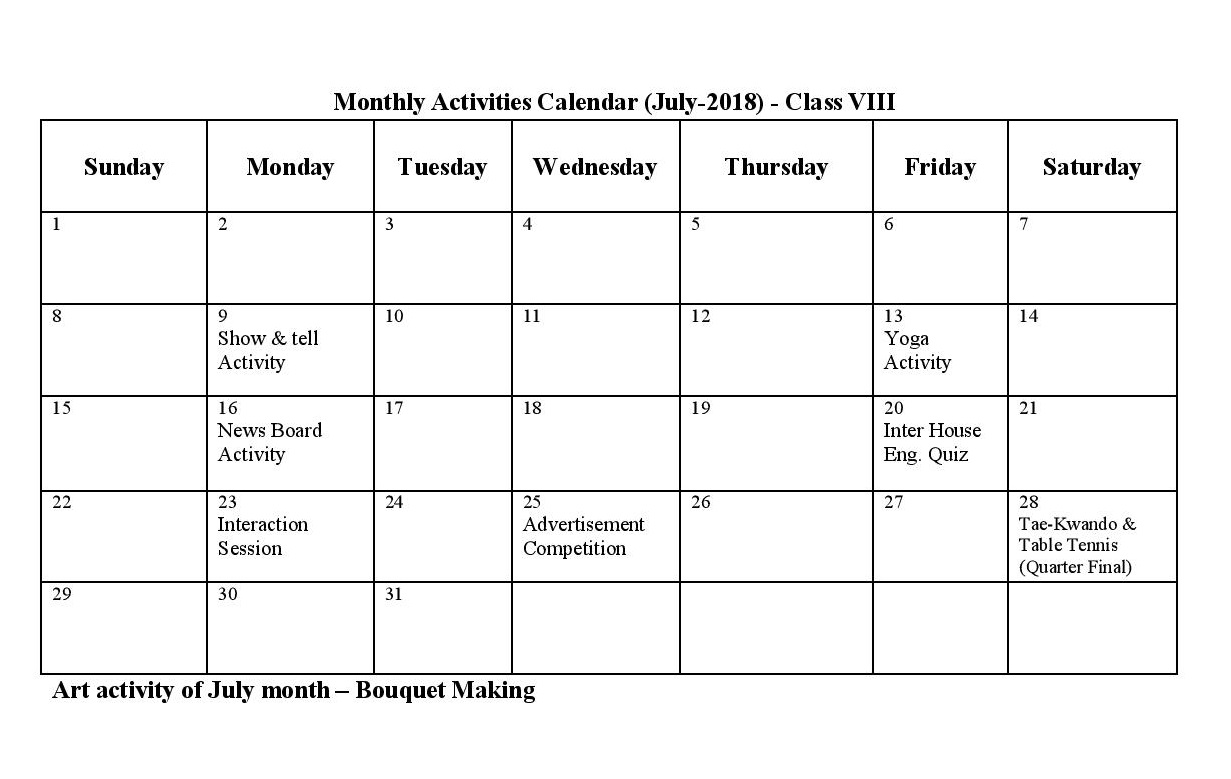 Monthly Activities Calendar (July-2018) - Class VIII
Sunday Monday Tuesday Wednesday Thursday Friday Saturday
1 2 3 4 5 6 7
8 9 10 11 12 13 14
Show & tell Yoga
Activity Activity
15 16 17 18 19 20 21
News Board Inter House
Activity Eng. Quiz
22 23 24 25 26 27 28
Interaction Advertisement Tae-Kwando &
Session Competition Table Tennis
(Quarter Final)
29 30 31
Art activity of July month – Bouquet Making